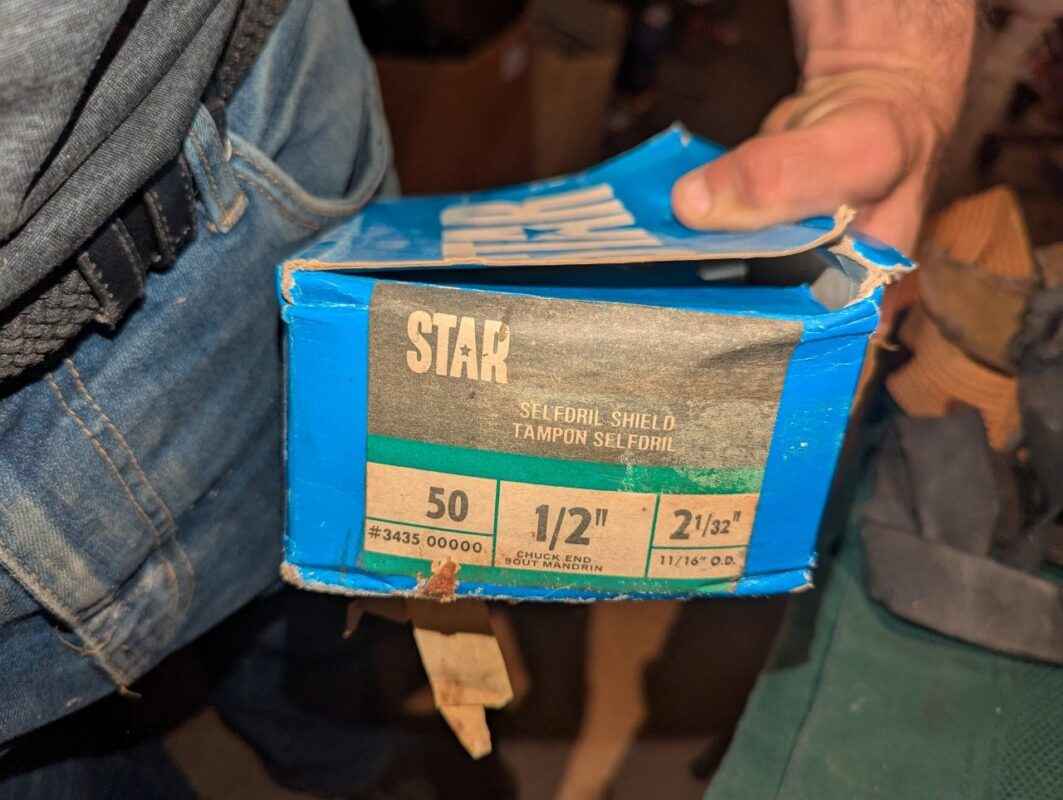 STAR
STAR
SELFDRIL SHIELD
TAMPON SELFDRIL
50
#3435 00000
1/2"
CHUCK END
BOUT MANDRIN
2 1/32"
11/16" O.D.